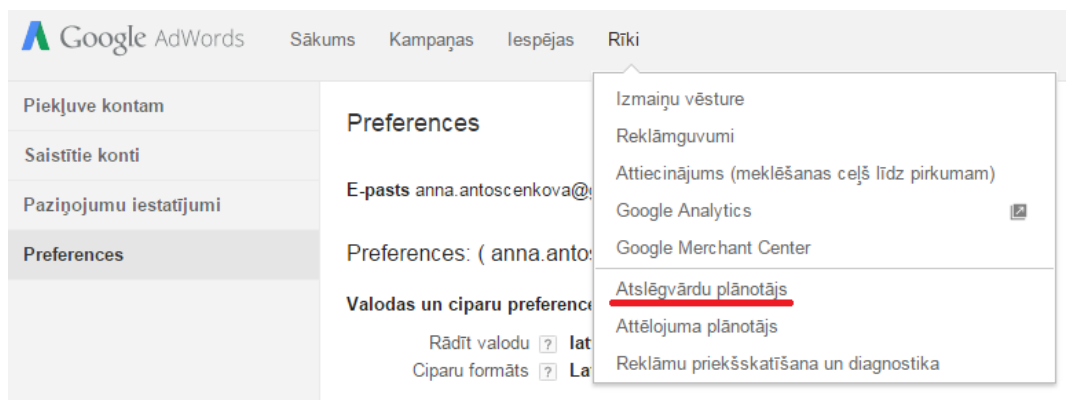 Google AdWords Sākums Kampaņas Iespējas Rīki
Piekļuve kontam
Saistītie konti
Paziņojumu iestatījumi
Preferences
Preferences
E-pasts anna.antoscenkova@
Preferences: ( anna.anto
Valodas un ciparu preference
Rādīt valodu ? lat
Ciparu formāts ? La
Izmaiņu vēsture
Reklāmguvumi
Attiecinājums (meklēšanas ceļš līdz pirkumam)
Google Analytics
Google Merchant Center
Atslēgvārdu plānotājs
Attēlojuma plānotājs
Reklāmu priekšskatīšana un diagnostika